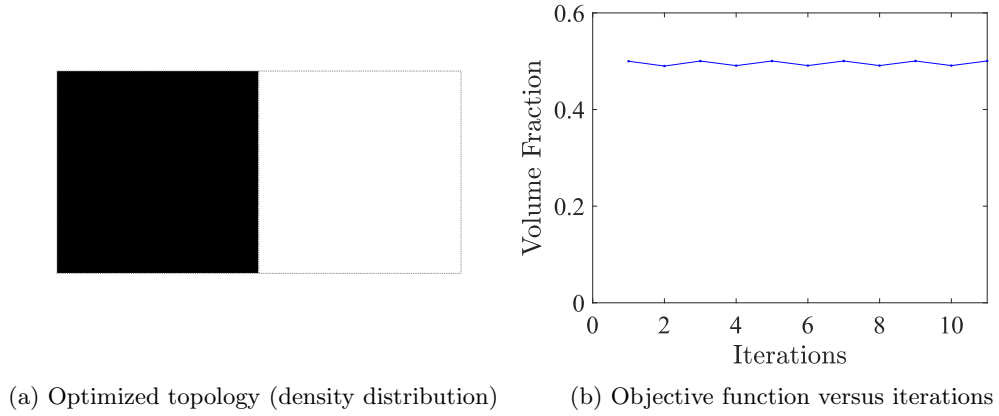 0.6
0.4
0.2
0
Volume Fraction
0 2 4 6 8 10
Iterations
(a) Optimized topology (density distribution)
(b) Objective function versus iterations